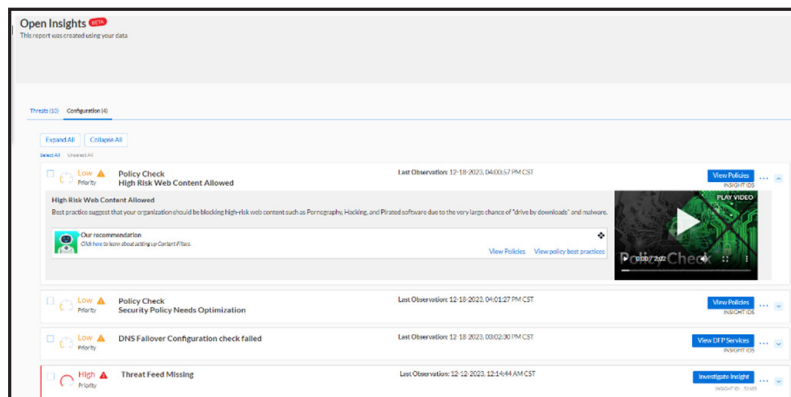 Open Insights BETA
This report was created using your data
Threats (10) Configuration (4)
Expand All Collapse All
Select All Unselect All
Low Policy Check Last Observation: 12-18-2023, 04:00:57 PM CST View Policies
Priority High Risk Web Content Allowed INSIGHT IDS
High Risk Web Content Allowed PLAY VIDEO
Best practice suggest that your organization should be blocking high-risk web content such as Pornography, Hacking, and Pirated software due to the very large chance of "drive by downloads" and malware.
Our recommendation
Click here to learn about setting up Content Filters.
View Policies View policy best practices
Policy Check
0:00 / 2:02
Low Policy Check Last Observation: 12-18-2023, 04:01:27 PM CST View Policies
Priority Security Policy Needs Optimization INSIGHT IDS
Low DNS Failover Configuration check failed Last Observation: 12-18-2023, 03:02:30 PM CST View DFP Services
Priority INSIGHT IDS
High Threat Feed Missing Last Observation: 12-12-2023, 12:14:44 AM CST Investigate Insight
Priority INSIGHT ID